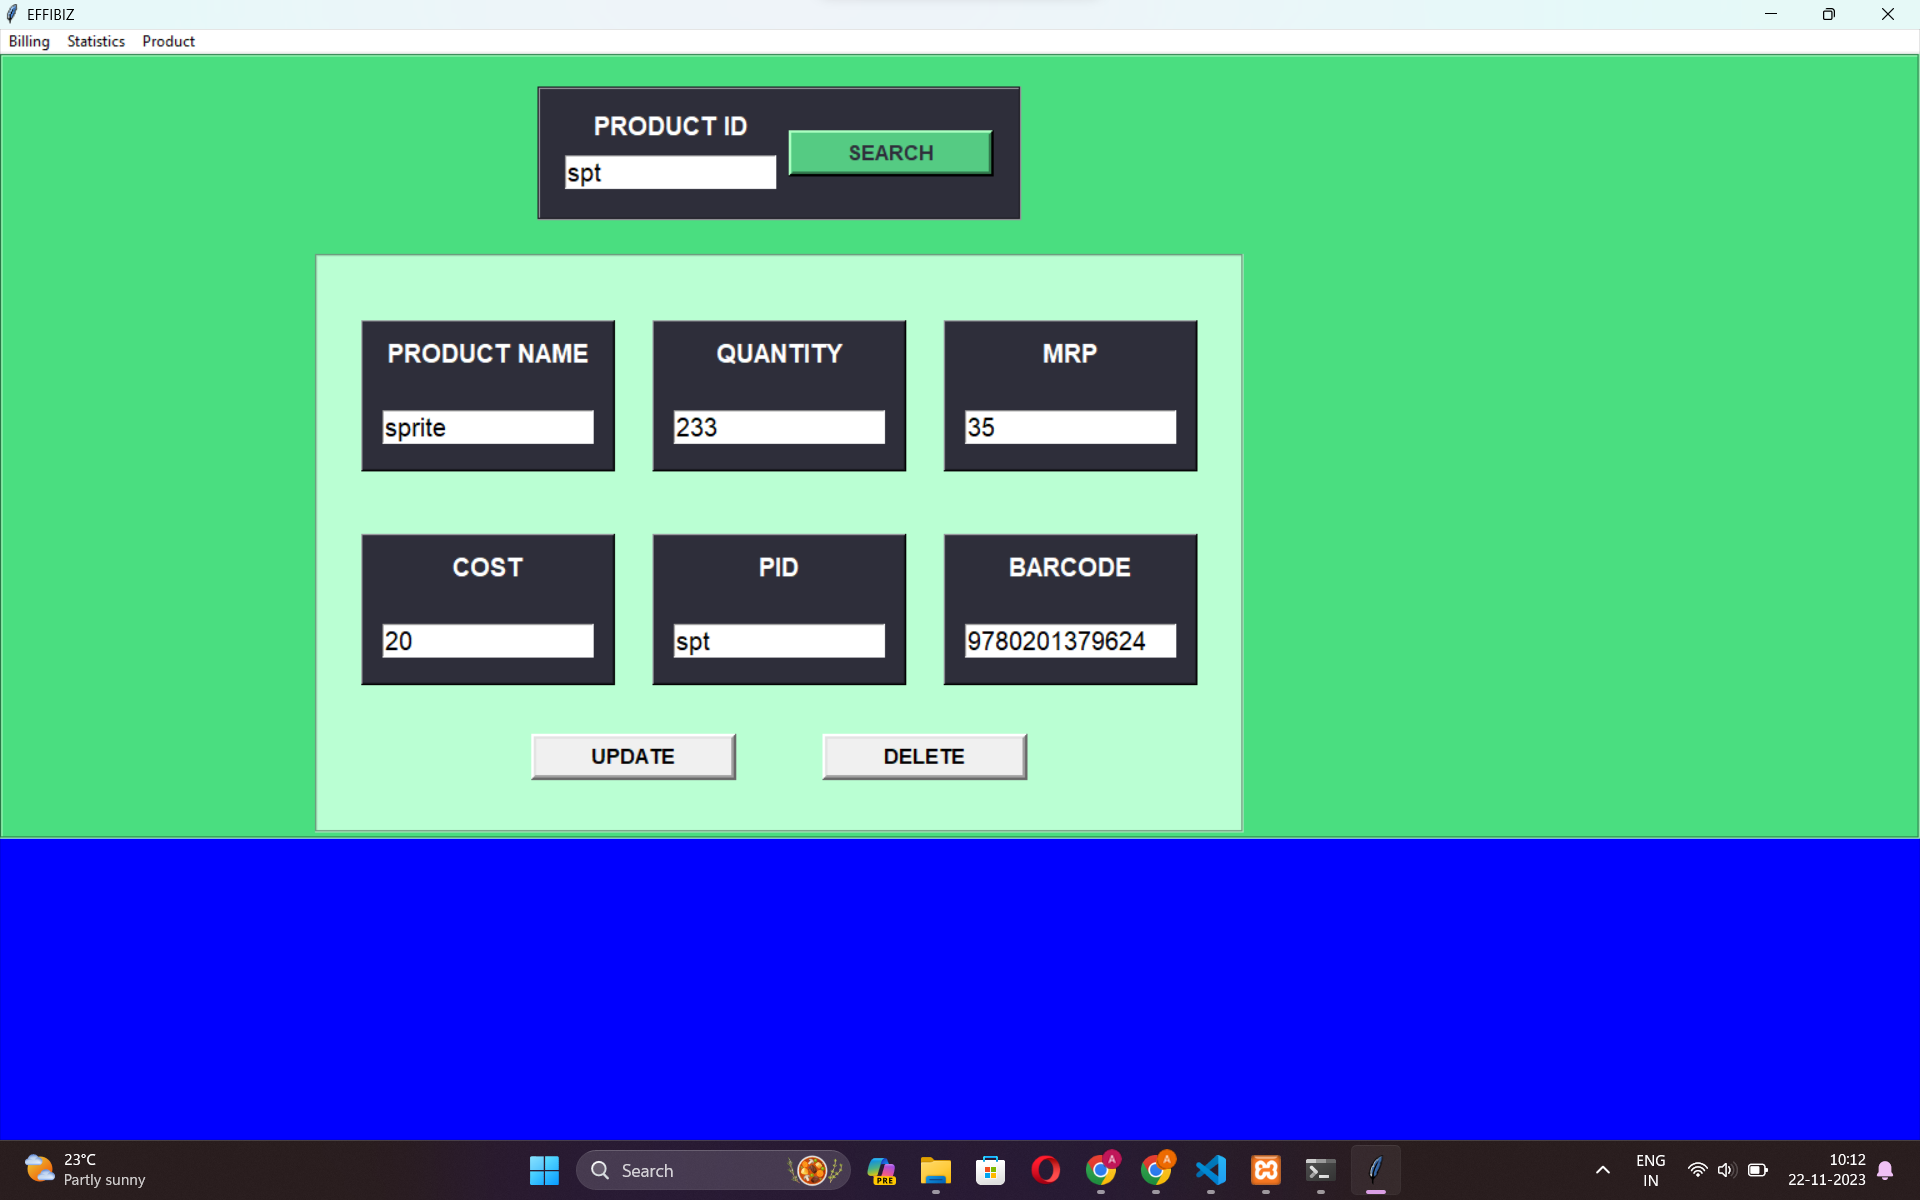 EFFIBIZ
Billing Statistics Product
PRODUCT ID
spt
SEARCH
PRODUCT NAME QUANTITY MRP
sprite 233 35
COST PID BARCODE
20 spt 9780201379624
UPDATE DELETE
23°C
Partly sunny
Search
PRE
A
A
ENG
IN
10:12
22-11-2023